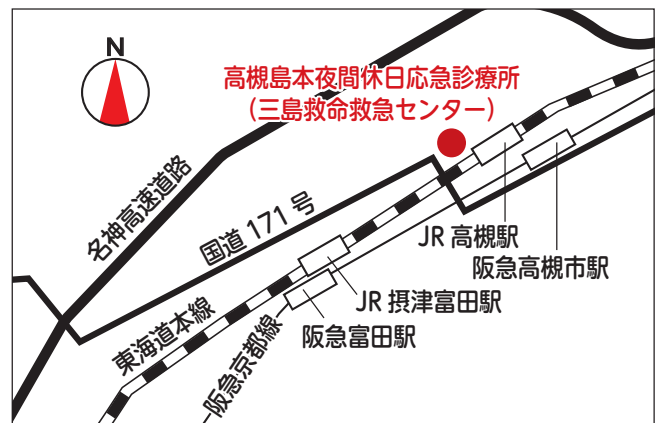 N
高槻島本夜間休日応急診療所
(三島救命救急センター)
名神高速道路
国道 171 号
JR 高槻駅
阪急高槻市駅
JR 摂津富田駅
阪急富田駅
東海道本線
阪急京都線